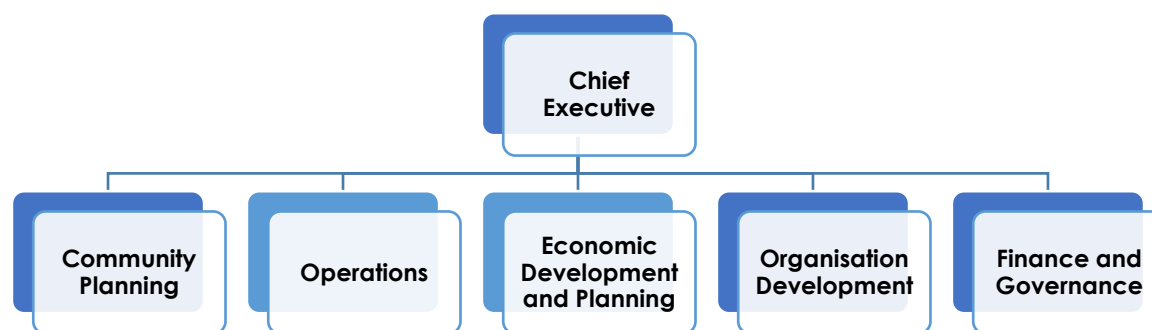 Chief
Executive
Community
Planning
Operations
Economic
Development
and Planning
Organisation
Development
Finance and
Governance